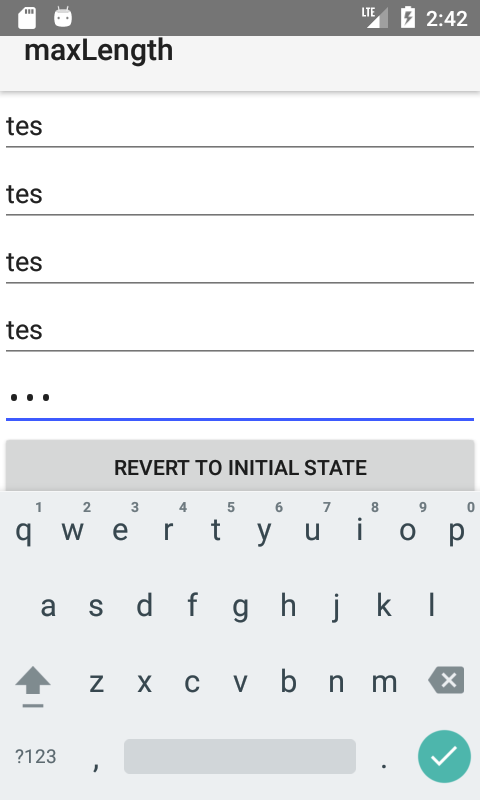 LTE 2:42
maxLength
tes
tes
tes
tes
•••
REVERT TO INITIAL STATE
1 2 3 4 5 6 7 8 9 0
q w e r t y u i o p
a s d f g h j k l
z x c v b n m
?123 , .